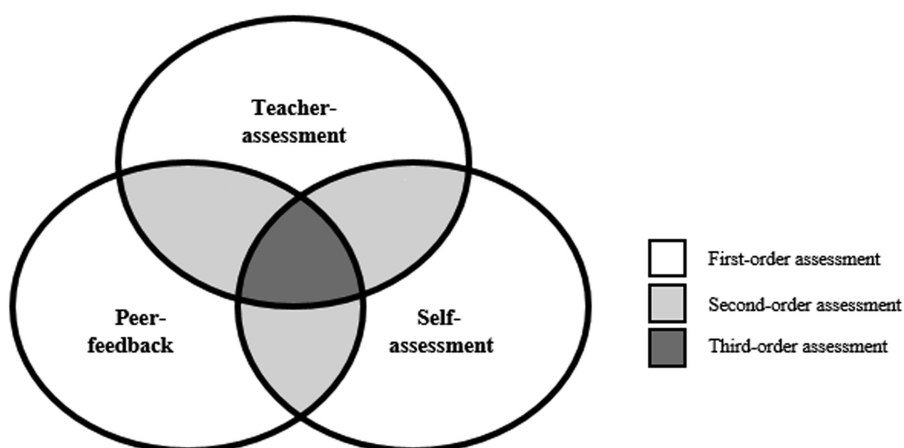 Teacher-
assessment
Peer-
feedback
Self-
assessment
First-order assessment
Second-order assessment
Third-order assessment